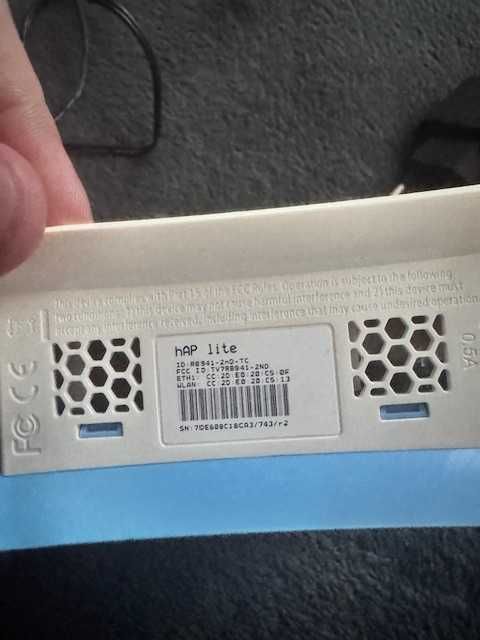 This device complies with Part 15 of the FCC Rules. Operation is subject to the following
two conditions: 1) this device may not cause harmful interference and 2) this device must
accept any interference received, including interference that may cause undesired operation
FC CE
hAP lite
ID:RB941-2nD-TC
FCC ID:TV7RB941-2ND
ETH1: CC:2D:E0:20:C5:0F
WLAN: CC:2D:E0:20:C5:13
SN:7DE608C18CA3/743/r2
0.5A